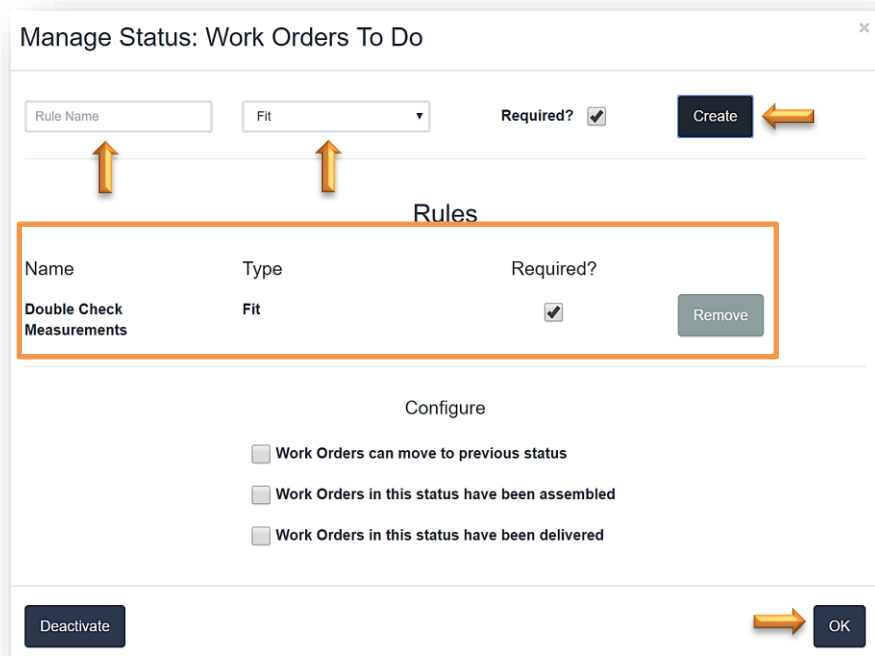 Manage Status: Work Orders To Do
×
Rule Name Fit Required? Create
Rules
Name Type Required?
Double Check Measurements Fit Remove
Configure
Work Orders can move to previous status
Work Orders in this status have been assembled
Work Orders in this status have been delivered
Deactivate OK